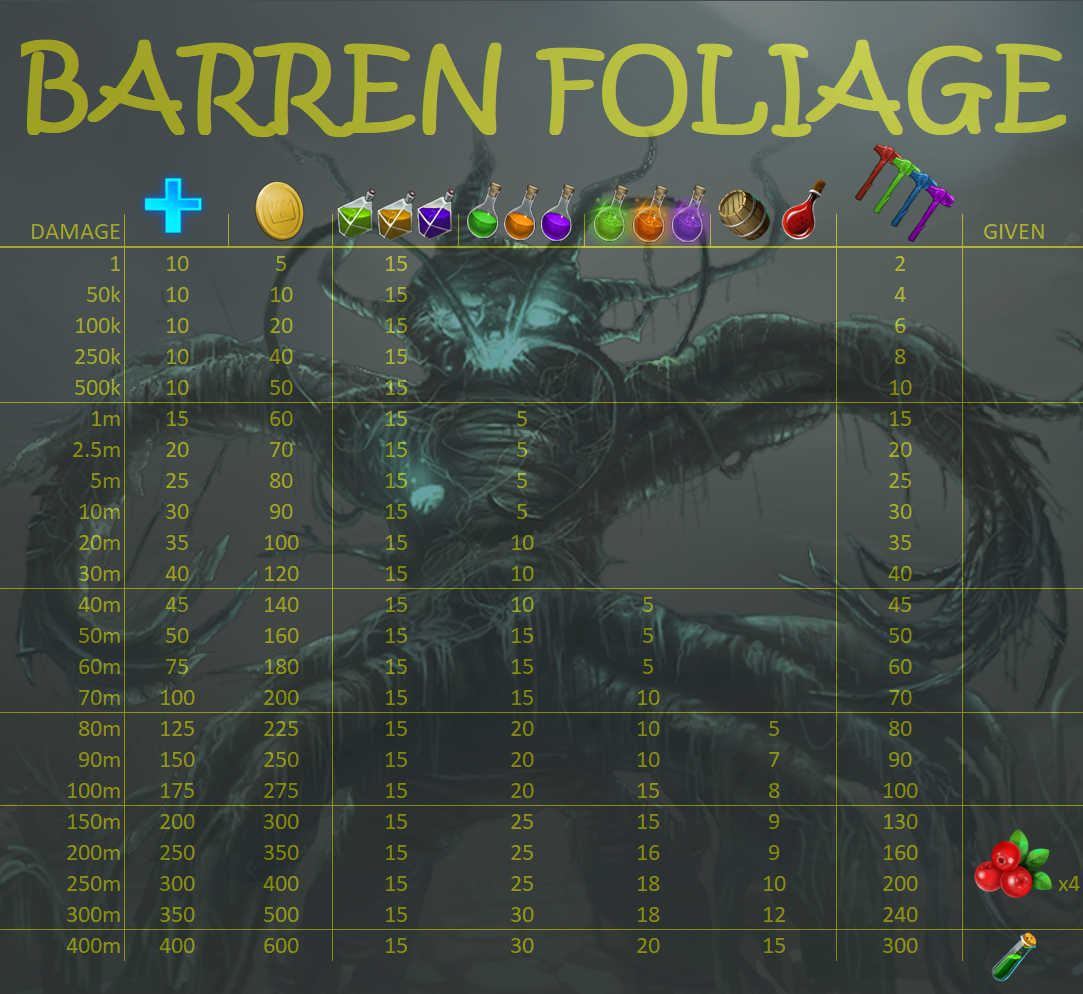 BARREN FOLIAGE
DAMAGE GIVEN
1 10 5 15 2
50k 10 10 15 4
100k 10 20 15 6
250k 10 40 15 8
500k 10 50 15 10
1m 15 60 15 5 15
2.5m 20 70 15 5 20
5m 25 80 15 5 25
10m 30 90 15 5 30
20m 35 100 15 10 35
30m 40 120 15 10 40
40m 45 140 15 10 5 45
50m 50 160 15 15 5 50
60m 75 180 15 15 5 60
70m 100 200 15 15 10 70
80m 125 225 15 20 10 5 80
90m 150 250 15 20 10 7 90
100m 175 275 15 20 15 8 100
150m 200 300 15 25 15 9 130
200m 250 350 15 25 16 9 160
250m 300 400 15 25 18 10 200 x4
300m 350 500 15 30 18 12 240
400m 400 600 15 30 20 15 300